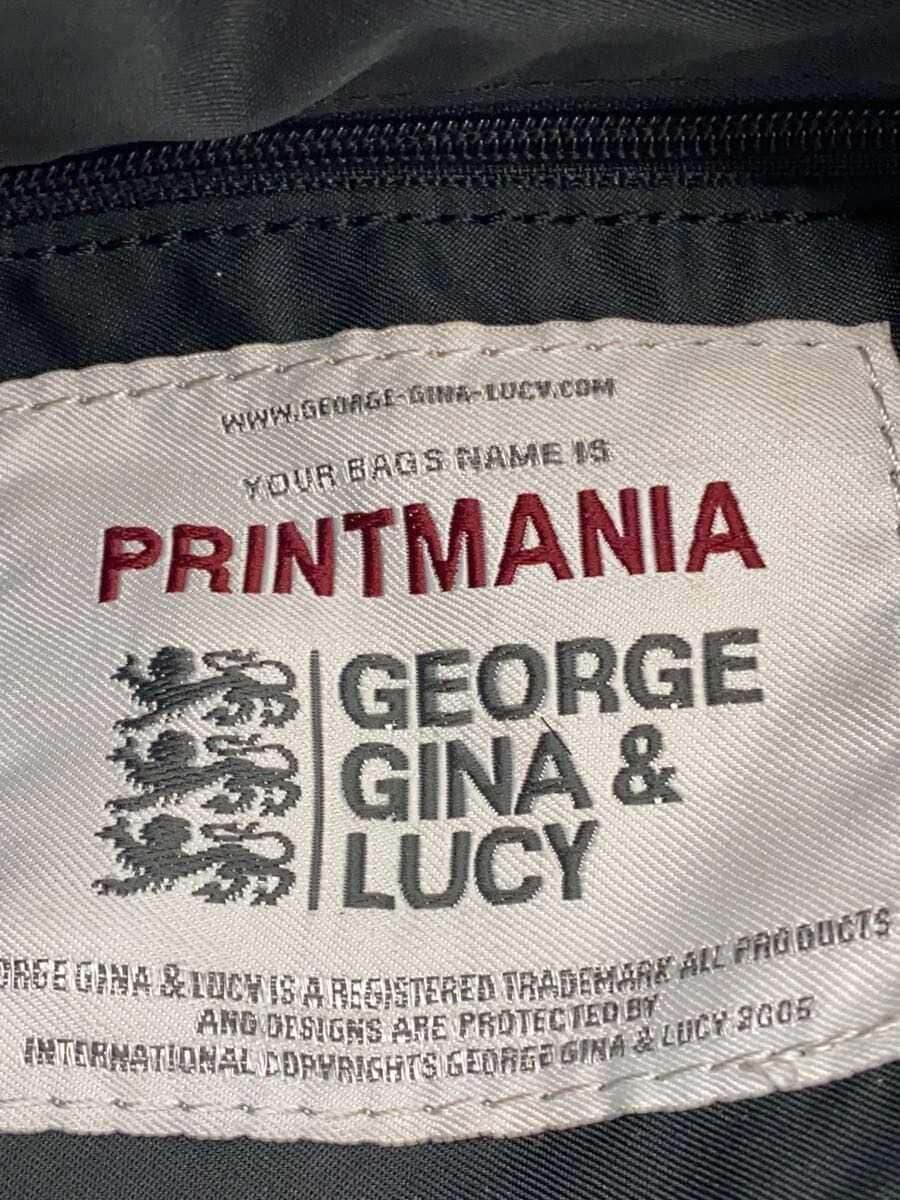 WWW.GEORGE-GINA-LUCY.COM
YOUR BAGS NAME IS
PRINTMANIA
GEORGE
GINA &
LUCY
ORGE GINA & LUCY IS A REGISTERED TRADEMARK ALL PRODUCTS
AND DESIGNS ARE PROTECTED BY
INTERNATIONAL COPYRIGHTS GEORGE GINA & LUCY 2005